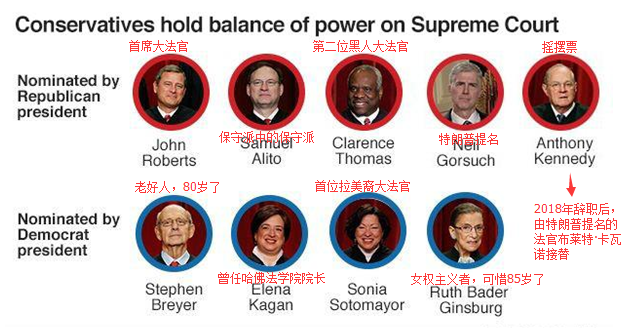 Conservatives hold balance of power on Supreme Court
首席大法官
第二位黑人大法官
摇摆票
Nominated by
Republican
president
保守派中的保守派
特朗普提名
John
Roberts
Samuel
Alito
Clarence
Thomas
Neil
Gorsuch
Anthony
Kennedy
老好人，80岁了
首位拉美裔大法官
2018年辞职后，
由特朗普提名的
法官布莱特·卡瓦
诺接替
Nominated by
Democrat
president
曾任哈佛法学院院长
女权主义者，可惜85岁了
Stephen
Breyer
Elena
Kagan
Sonia
Sotomayor
Ruth Bader
Ginsburg